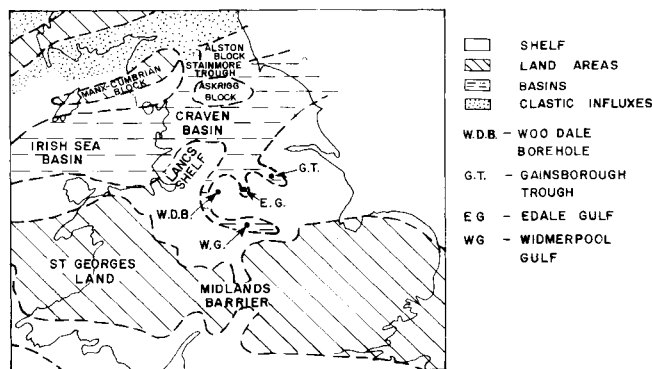 ALSTON
BLOCK
STAINMORE
TROUGH
MANX-CUMBRIAN
BLOCK
ASKRIGG
BLOCK
CRAVEN
BASIN
IRISH SEA
BASIN
LANCS
SHELF
G.T.
W.D.B.
E.G.
W.G.
ST GEORGES
LAND
MIDLANDS
BARRIER
SHELF
LAND AREAS
BASINS
CLASTIC INFLUXES
W.D.B. – WOO DALE
BOREHOLE
G.T. – GAINSBOROUGH
TROUGH
E G – EDALE GULF
WG – WIDMERPOOL
GULF